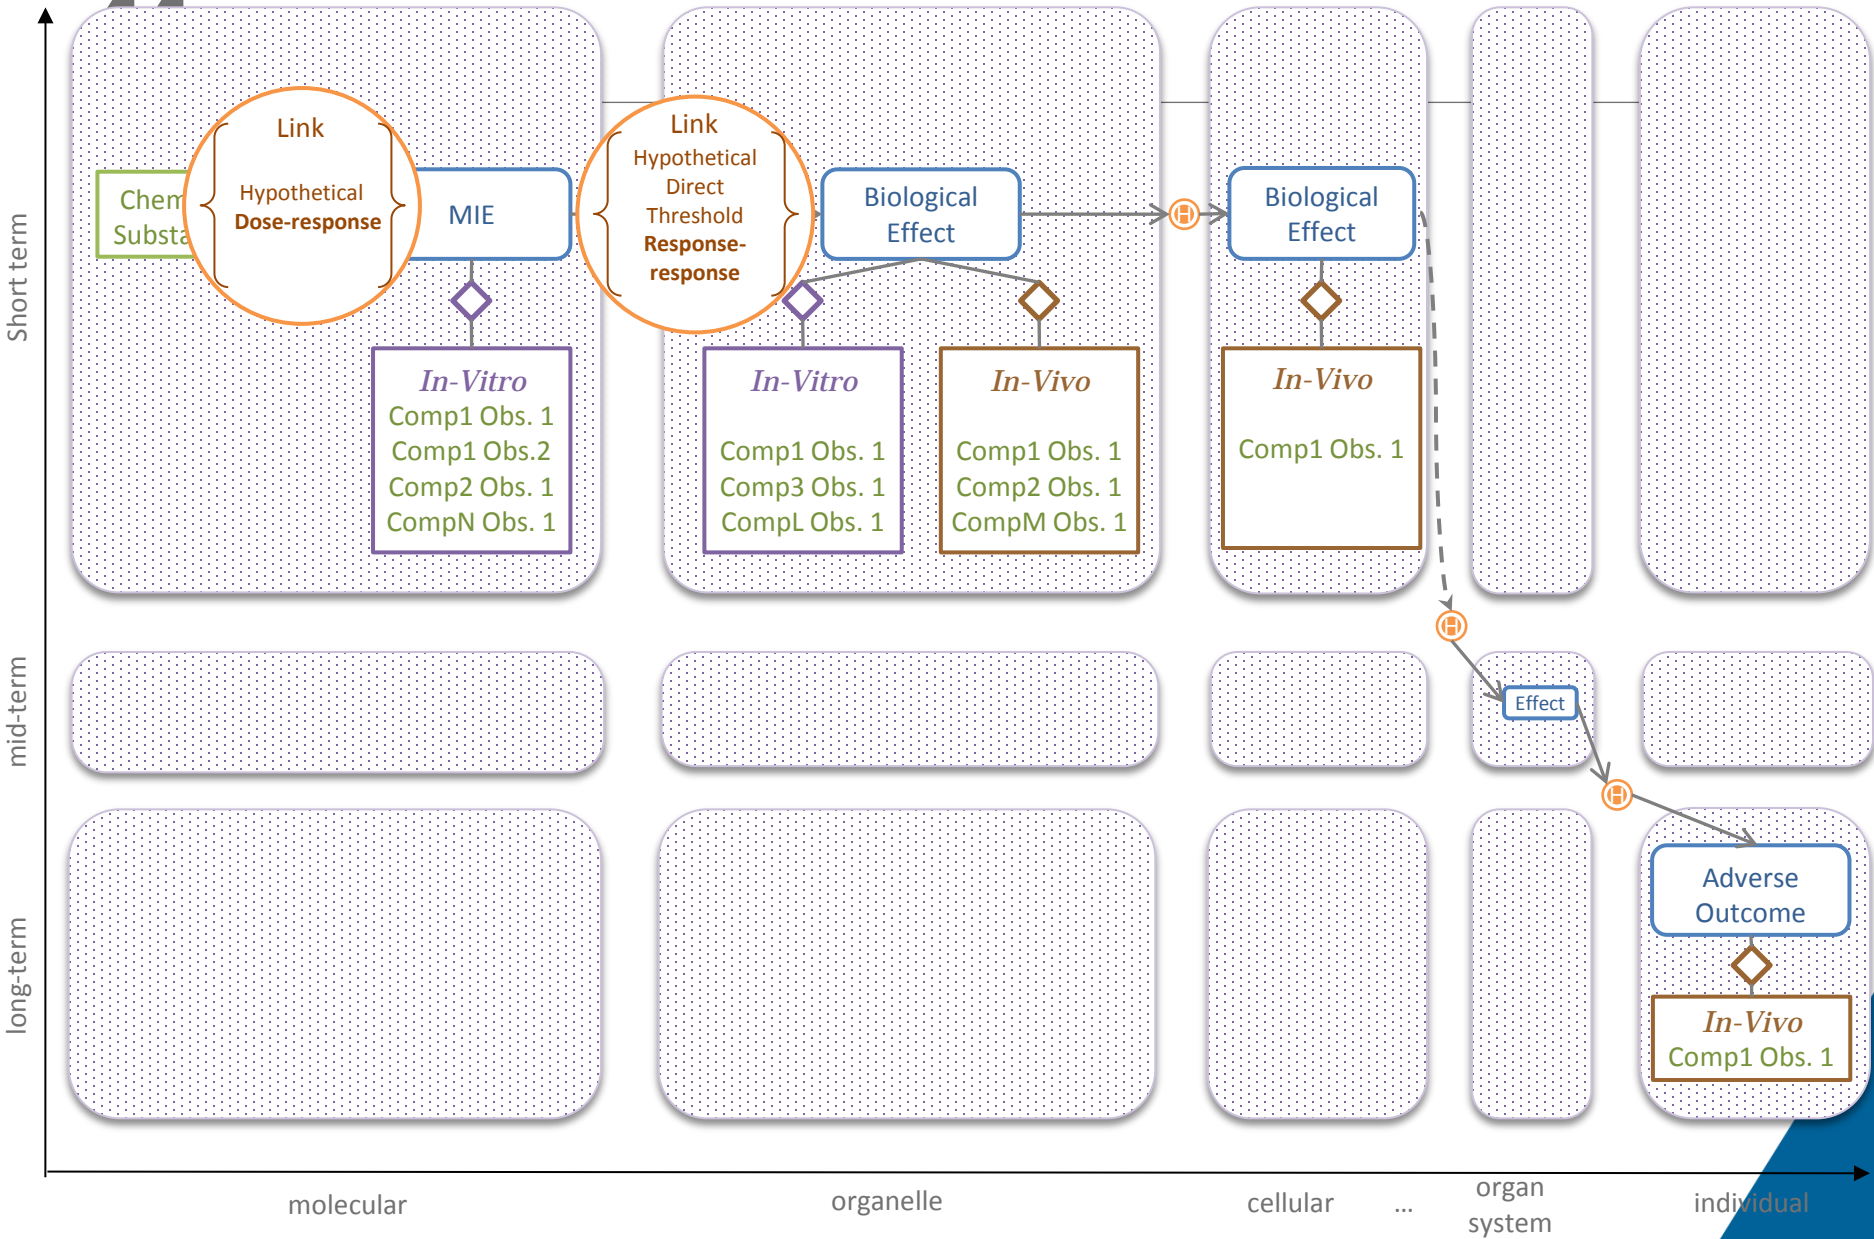 Short term
mid-term
long-term
Link
Hypothetical
Dose-response
Chem
Substa
MIE
Link
Hypothetical
Direct
Threshold
Response-
response
Biological
Effect
H
Biological
Effect
In-Vitro
Comp1 Obs. 1
Comp1 Obs.2
Comp2 Obs. 1
CompN Obs. 1
In-Vitro
Comp1 Obs. 1
Comp3 Obs. 1
CompL Obs. 1
In-Vivo
Comp1 Obs. 1
Comp2 Obs. 1
CompM Obs. 1
In-Vivo
Comp1 Obs. 1
H
Effect
H
Adverse
Outcome
In-Vivo
Comp1 Obs. 1
molecular
organelle
cellular
...
organ
system
individual